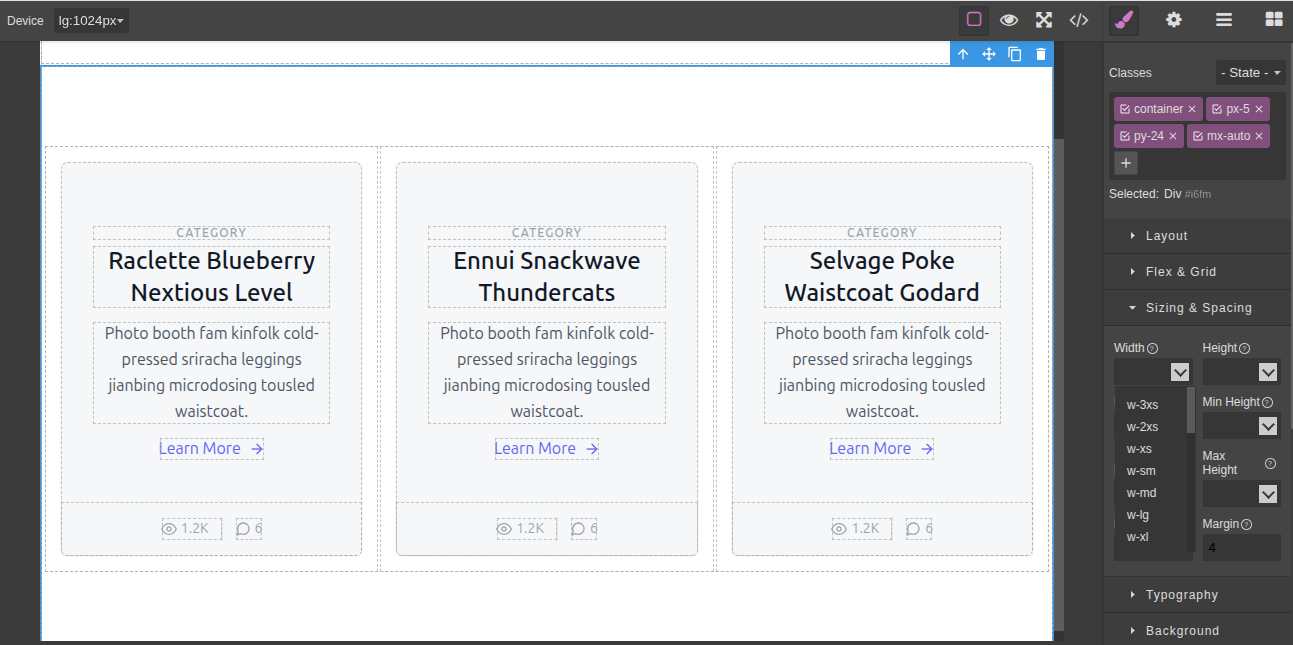 Device lg:1024px
Classes - State -
container × px-5 ×
py-24 × mx-auto ×
+
Selected: Div #i6fm
Layout
Flex & Grid
Sizing & Spacing
Width ? Height ?
w-3xs
w-2xs
w-xs
w-sm
w-md
w-lg
w-xl
Min Height ?
Max
Height ?
Margin ?
4
Typography
Background
CATEGORY
Raclette Blueberry
Nextious Level
Photo booth fam kinfolk cold-
pressed sriracha leggings
jianbing microdosing tousled
waistcoat.
Learn More →
1.2K 6
CATEGORY
Ennui Snackwave
Thundercats
Photo booth fam kinfolk cold-
pressed sriracha leggings
jianbing microdosing tousled
waistcoat.
Learn More →
1.2K 6
CATEGORY
Selvage Poke
Waistcoat Godard
Photo booth fam kinfolk cold-
pressed sriracha leggings
jianbing microdosing tousled
waistcoat.
Learn More →
1.2K 6